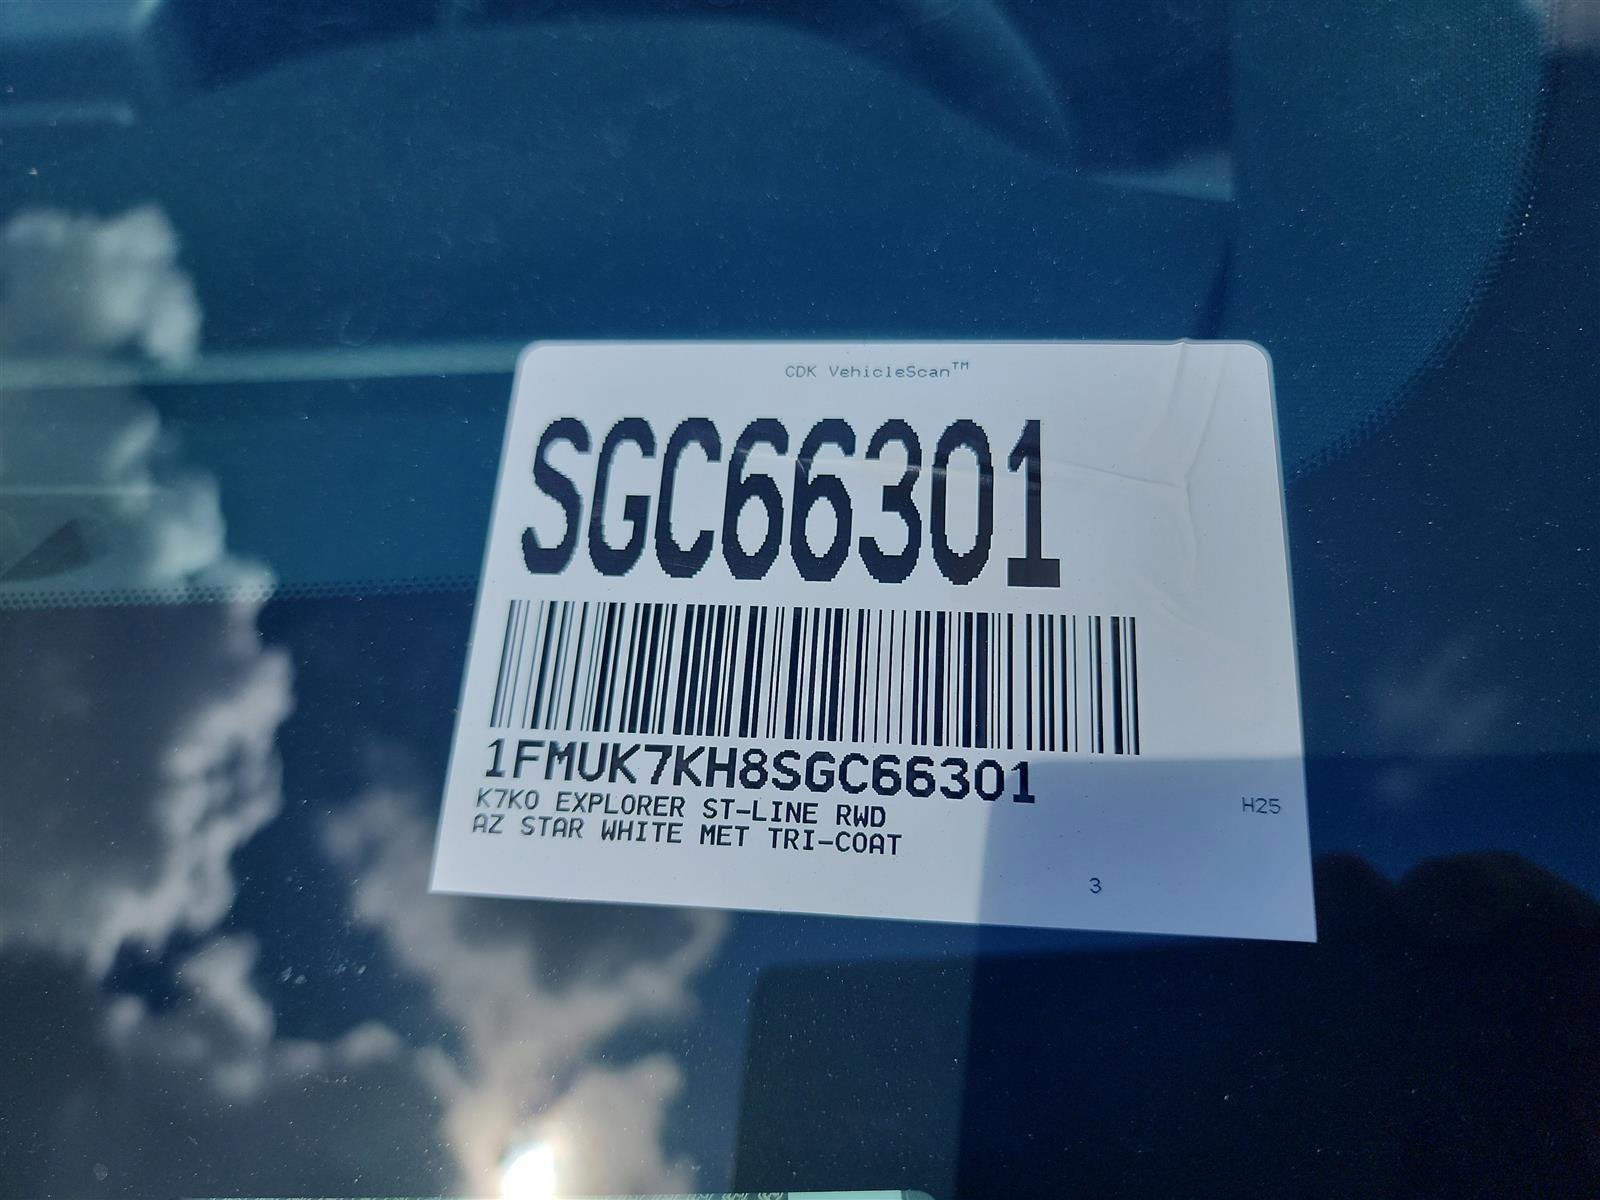 CDK VehicleScan™
SGC66301
1FMUK7KH8SGC66301
K7K0 EXPLORER ST-LINE RWD
H25
AZ STAR WHITE MET TRI-COAT
3